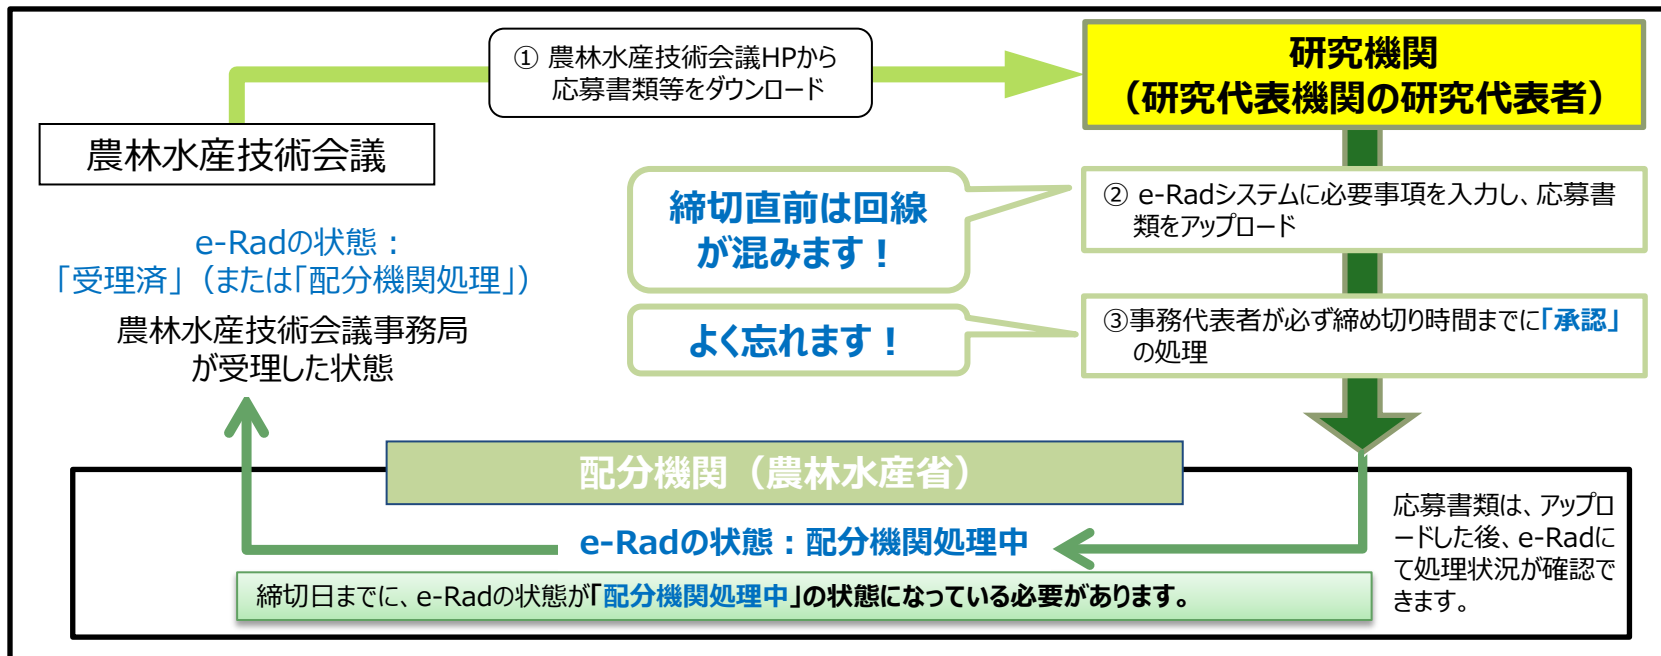 ① 農林水産技術会議HPから
応募書類等をダウンロード
研究機関
（研究代表機関の研究代表者）
農林水産技術会議
締切直前は回線
が混みます！
② e-Radシステムに必要事項を入力し、応募書
類をアップロード
e-Radの状態：
「受理済」（または「配分機関処理」）
農林水産技術会議事務局
が受理した状態
よく忘れます！
③事務代表者が必ず締め切り時間までに「承認」
の処理
配分機関（農林水産省）
e-Radの状態：配分機関処理中
締切日までに、e-Radの状態が「配分機関処理中」の状態になっている必要があります。
応募書類は、アップロ
ードした後、e-Radに
て処理状況が確認で
きます。